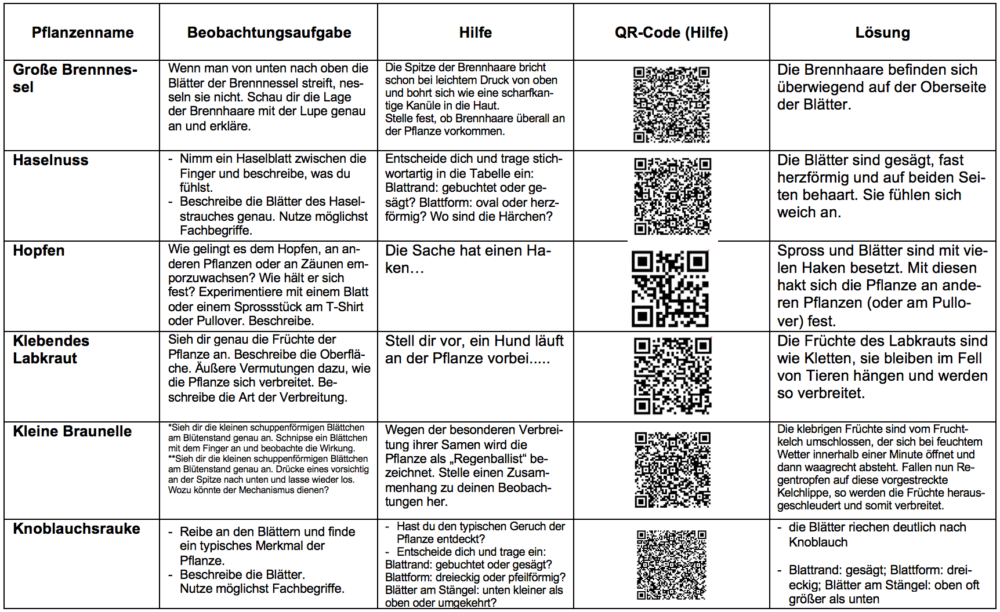 Pflanzenname
Beobachtungsaufgabe
Hilfe
QR-Code (Hilfe)
Lösung
Große Brennnes-
sel
Wenn man von unten nach oben die
Blätter der Brennnessel streift, nes-
seln sie nicht. Schau dir die Lage
der Brennhaare mit der Lupe genau
an und erkläre.
Die Spitze der Brennhaare bricht
schon bei leichtem Druck von oben
und bohrt sich wie eine scharfkan-
tige Kanüle in die Haut.
Stelle fest, ob Brennhaare überall an
der Pflanze vorkommen.
Die Brennhaare befinden sich
überwiegend auf der Oberseite
der Blätter.
Haselnuss
- Nimm ein Haselblatt zwischen die
Finger und beschreibe, was du
fühlst.
- Beschreibe die Blätter des Hasel-
strauches genau. Nutze möglichst
Fachbegriffe.
Entscheide dich und trage stich-
wortartig in die Tabelle ein:
Blattrand: gebuchtet oder ge-
sägt? Blattform: oval oder herz-
förmig? Wo sind die Härchen?
Die Blätter sind gesägt, fast
herzförmig und auf beiden Sei-
ten behaart. Sie fühlen sich
weich an.
Hopfen
Wie gelingt es dem Hopfen, an an-
deren Pflanzen oder an Zäunen em-
porzuwachsen? Wie hält er sich
fest? Experimentiere mit einem Blatt
oder einem Sprossstück am T-Shirt
oder Pullover. Beschreibe.
Die Sache hat einen Ha-
ken…
Spross und Blätter sind mit vie-
len Haken besetzt. Mit diesen
hakt sich die Pflanze an ande-
ren Pflanzen (oder am Pullo-
ver) fest.
Klebendes
Labkraut
Sieh dir genau die Früchte der
Pflanze an. Beschreibe die Oberflä-
che. Äußere Vermutungen dazu, wie
die Pflanze sich verbreitet. Be-
schreibe die Art der Verbreitung.
Stell dir vor, ein Hund läuft
an der Pflanze vorbei.....
Die Früchte des Labkrauts sind
wie Kletten, sie bleiben im Fell
von Tieren hängen und werden
so verbreitet.
Kleine Braunelle
*Sieh dir die kleinen schuppenförmigen Blättchen
am Blütenstand genau an. Schnipse ein Blättchen
mit dem Finger an und beobachte die Wirkung.
**Sieh dir die kleinen schuppenförmigen Blättchen
am Blütenstand genau an. Drücke eines vorsichtig
an der Spitze nach unten und lasse wieder los.
Wozu könnte der Mechanismus dienen?
Wegen der besonderen Verbrei-
tung ihrer Samen wird die
Pflanze als „Regenballist“ be-
zeichnet. Stelle einen Zusam-
menhang zu deinen Beobach-
tungen her.
Die klebrigen Früchte sind vom Frucht-
kelch umschlossen, der sich bei feuchtem
Wetter innerhalb einer Minute öffnet und
dann waagrecht absteht. Fallen nun Re-
gentropfen auf diese vorgestreckte
Kelchlippe, so werden die Früchte heraus-
geschleudert und somit verbreitet.
Knoblauchsrauke
- Reibe an den Blättern und finde
ein typisches Merkmal der
Pflanze.
- Beschreibe die Blätter.
Nutze möglichst Fachbegriffe.
- Hast du den typischen Geruch der
Pflanze entdeckt?
- Entscheide dich und trage ein:
Blattrand: gebuchtet oder gesägt?
Blattform: dreieckig oder pfeilförmig?
Blätter am Stängel: unten kleiner als
oben oder umgekehrt?
- die Blätter riechen deutlich nach
Knoblauch
- Blattrand: gesägt; Blattform: drei-
eckig; Blätter am Stängel: oben oft
größer als unten